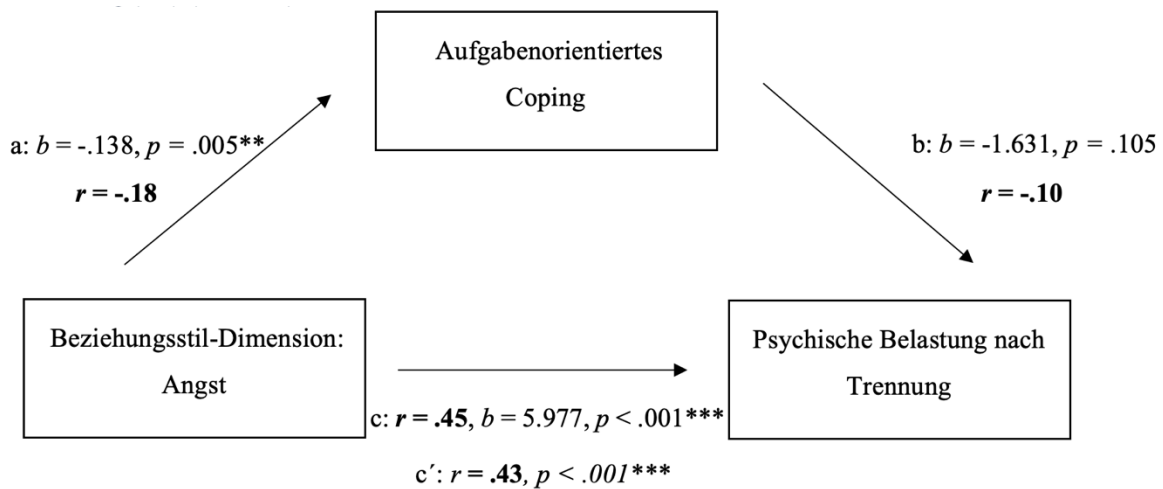 Aufgabenorientiertes
Coping
a: b = -.138, p = .005**
r = -.18
b: b = -1.631, p = .105
r = -.10
Beziehungsstil-Dimension:
Angst
Psychische Belastung nach
Trennung
c: r = .45, b = 5.977, p < .001***
c´: r = .43, p < .001***